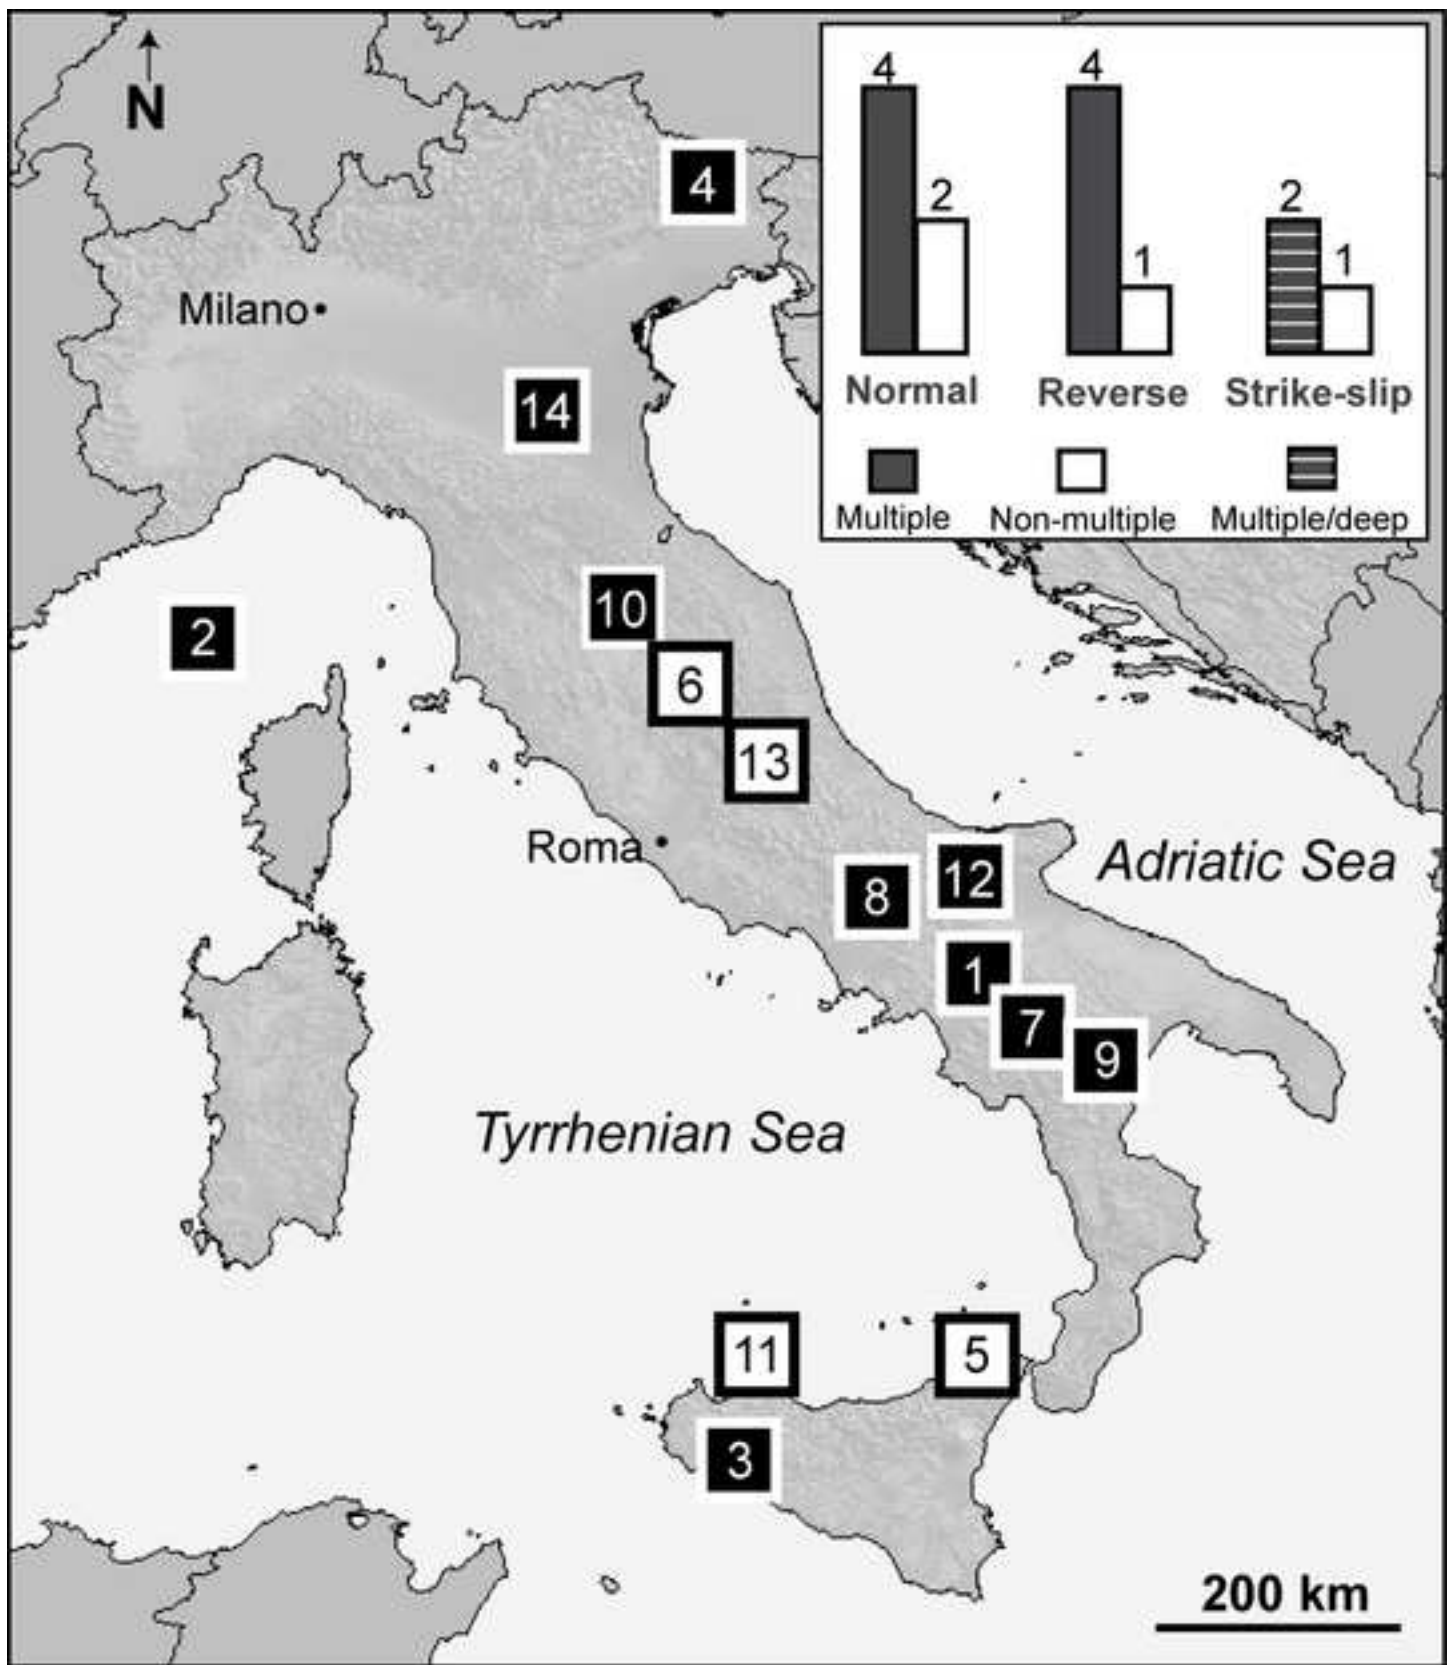 N
4 4
2 2
1 1
Normal Reverse Strike-slip
Multiple Non-multiple Multiple/deep
4
Milano
14
10
2
6
13
Roma
Adriatic Sea
12
8
1
7
9
Tyrrhenian Sea
11 5
3
200 km